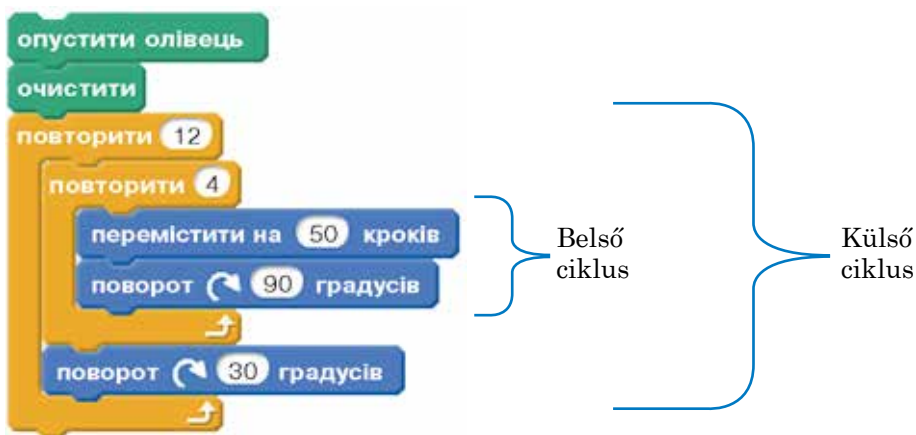 опустити олівець
очистити
повторити 12
повторити 4
перемістити на 50 кроків
поворот 90 градусів
поворот 30 градусів
Belső
ciklus
Külső
ciklus